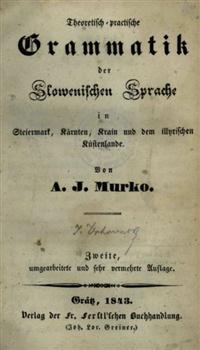 Theoretisch-practische
Grammatik
der
Slowenischen Sprache
in
Steiermark, Kärnten, Krain und dem illyrischen
Küstenlande.
Von
A. J. Murko.
Zweite,
umgearbeitete und sehr vermehrte Auflage.
Grätz, 1843.
Verlag der Fr. Ferstl'schen Buchhandlung.
(Joh. Lor. Greiner.)